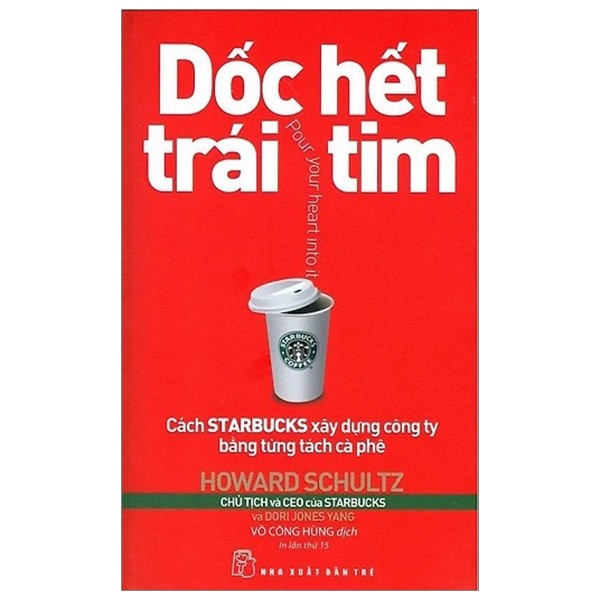 Dốc hết
trái tim
Pour your heart into it
STARBUCKS
COFFEE
Cách STARBUCKS xây dựng công ty
bằng từng tách cà phê
HOWARD SCHULTZ
CHỦ TỊCH và CEO của STARBUCKS
và DORI JONES YANG
VÕ CÔNG HÙNG dịch
In lần thứ 15
NHÀ XUẤT BẢN TRẺ